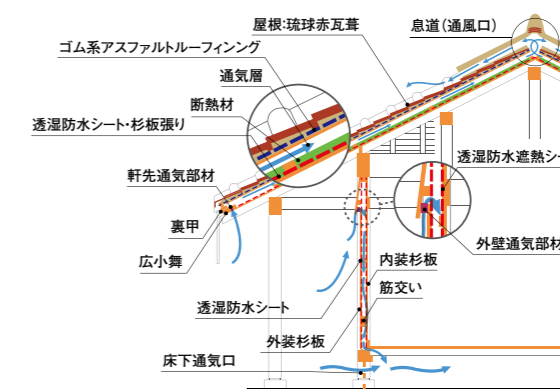 屋根:琉球赤瓦葺
息道(通風口)
ゴム系アスファルトルーフィンング
通気層
断熱材
透湿防水シート・杉板張り
透湿防水遮熱シー
軒先通気部材
裏甲
外壁通気部材
広小舞
内装杉板
筋交い
透湿防水シート
外装杉板
床下通気口